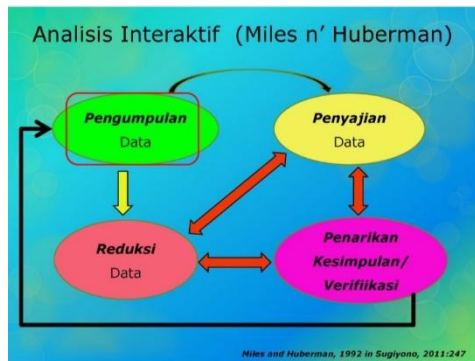 Analisis Interaktif (Miles n' Huberman)
Pengumpulan
Data
Penyajian
Data
Reduksi
Data
Penarikan
Kesimpulan/
Verifiikasi
Miles and Huberman, 1992 in Sugiyono, 2011:247